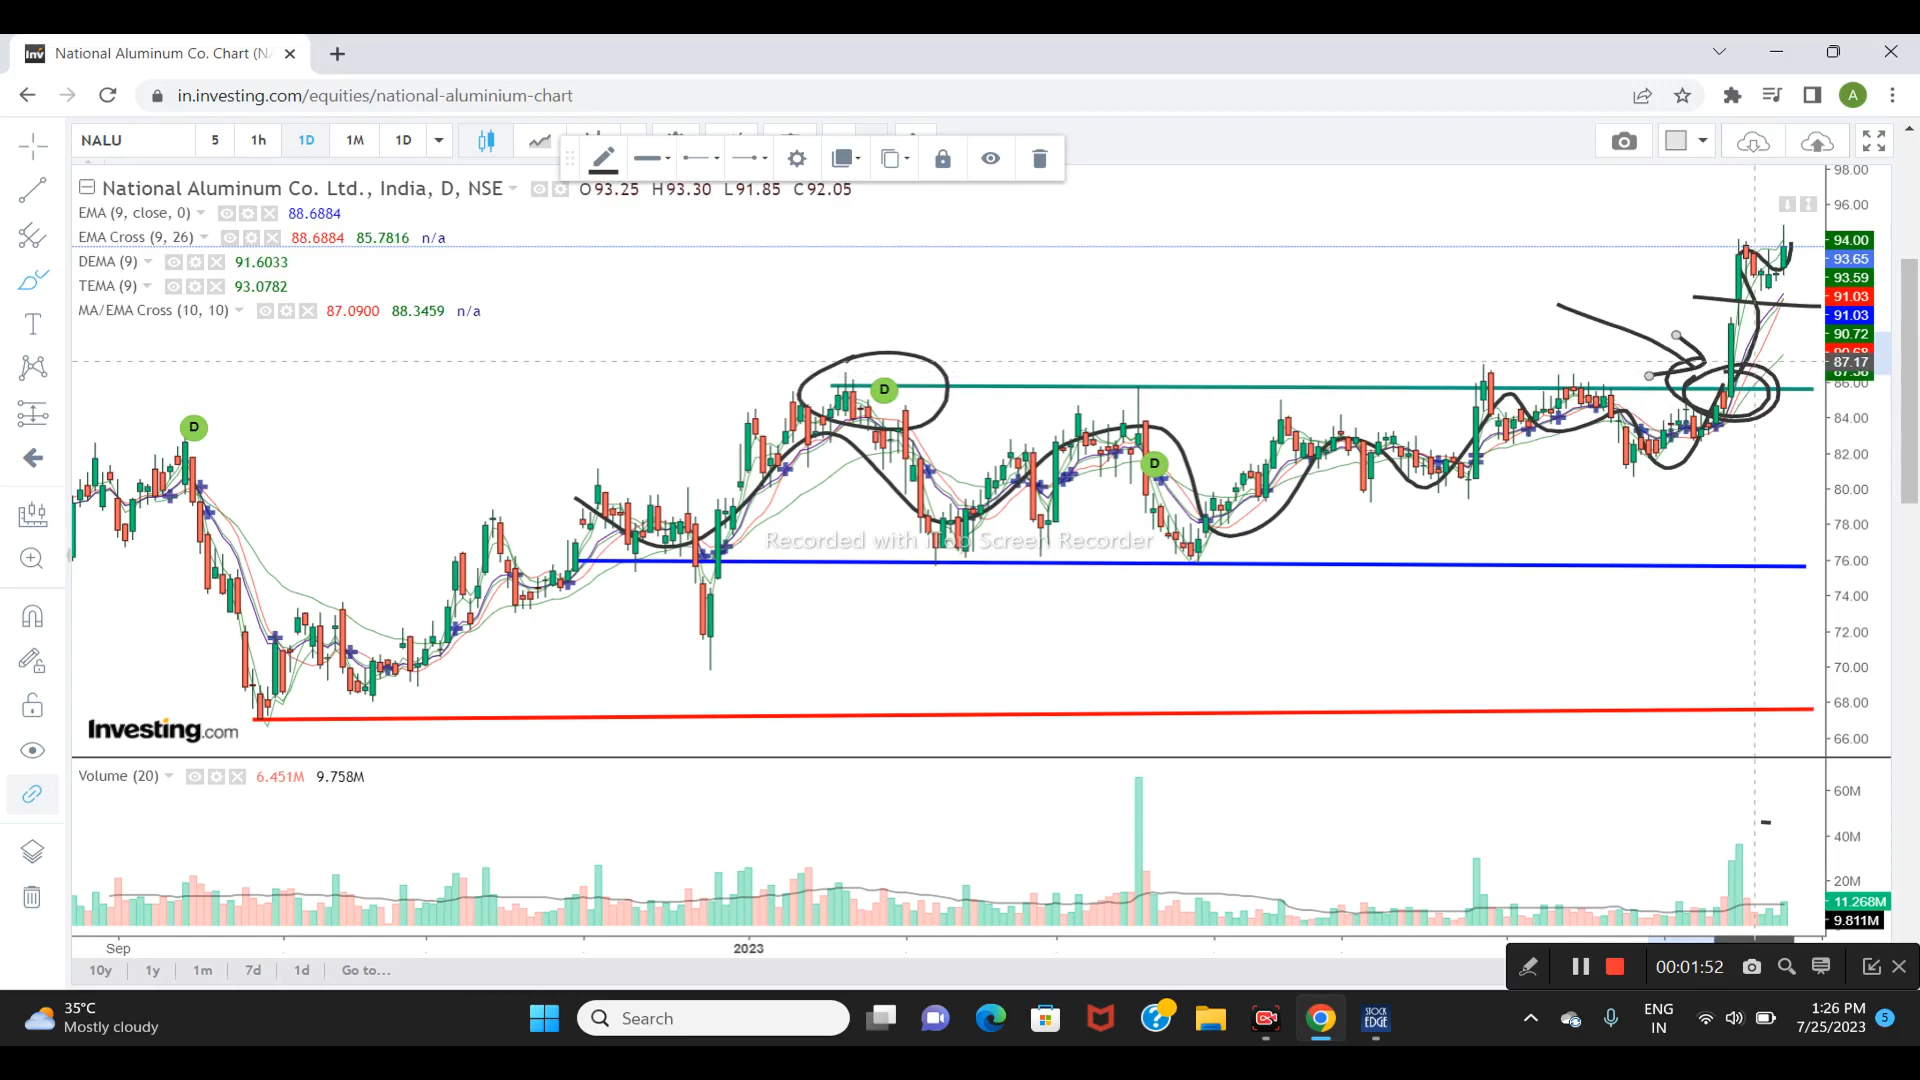 Inv National Aluminum Co. Chart (NA
in.investing.com/equities/national-aluminium-chart
A
NALU 5 1h 1D 1M 1D
National Aluminum Co. Ltd., India, D, NSE O93.25 H93.30 L91.85 C92.05
EMA (9, close, 0) 88.6884
EMA Cross (9, 26) 88.6884 85.7816 n/a
DEMA (9) 91.6033
TEMA (9) 93.0782
MA/EMA Cross (10, 10) 87.0900 88.3459 n/a
98.00
96.00
94.00
93.65
93.59
91.03
91.03
90.72
87.17
86.00
84.00
82.00
80.00
78.00
76.00
74.00
72.00
70.00
68.00
66.00
D
D
D
T
Recorded with Screen Recorder
Investing.com
Volume (20) 6.451M 9.758M
60M
40M
20M
11.268M
9.811M
Sep 2023
10y 1y 1m 7d 1d Go to...
00:01:52
35°C
Mostly cloudy
Search
STOCK EDGE
ENG
IN
1:26 PM
7/25/2023
5